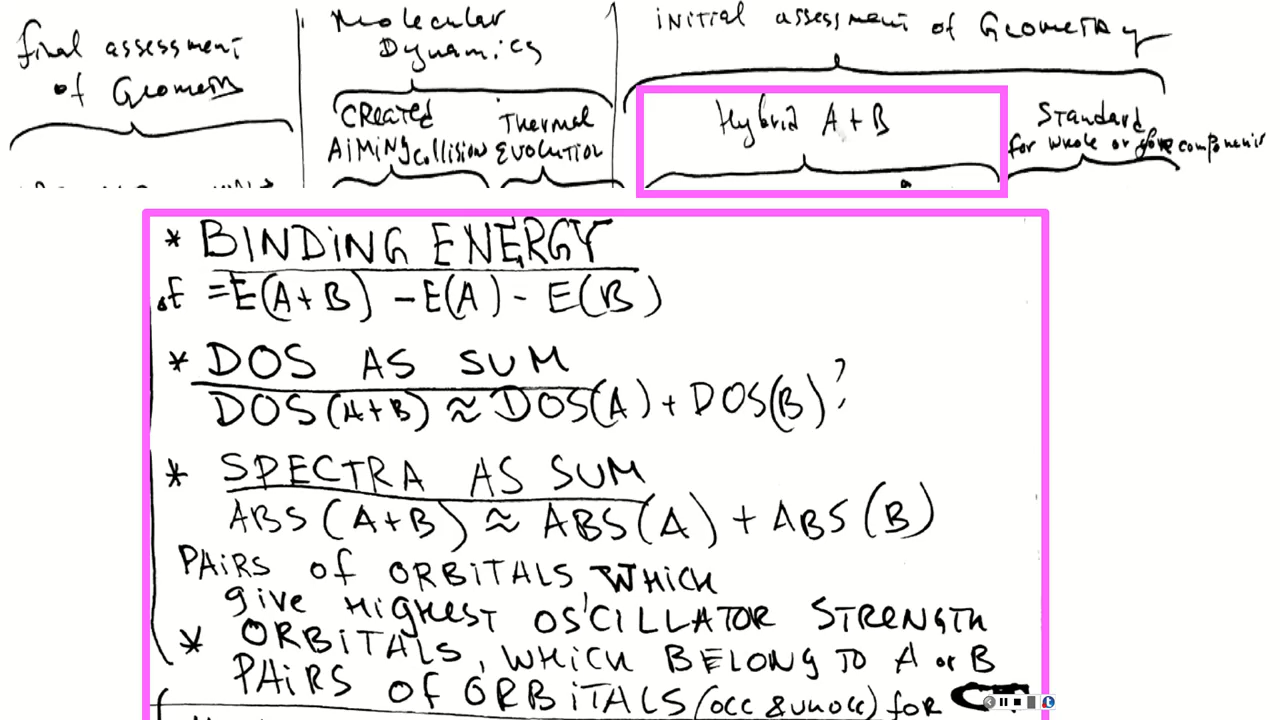 final assessment
of Geometry
Molecular
Dynamics
CREATED
AIMING collision
Thermal
EVOLUTION
initial assessment of GEOMETRY
Hybrid A+B
Standard
for whole or components
* BINDING ENERGY
E = E(A+B) - E(A) - E(B)
* DOS AS SUM
DOS(A+B) ≈ DOS(A) + DOS(B) ?
* SPECTRA AS SUM
ABS(A+B) ≈ ABS(A) + ABS(B)
PAIRS of ORBITALS, WHICH
give HIGHEST OSCILLATOR STRENGTH
* ORBITALS, WHICH BELONG TO A or B
PAIRS of ORBITALS (occ & unocc) for